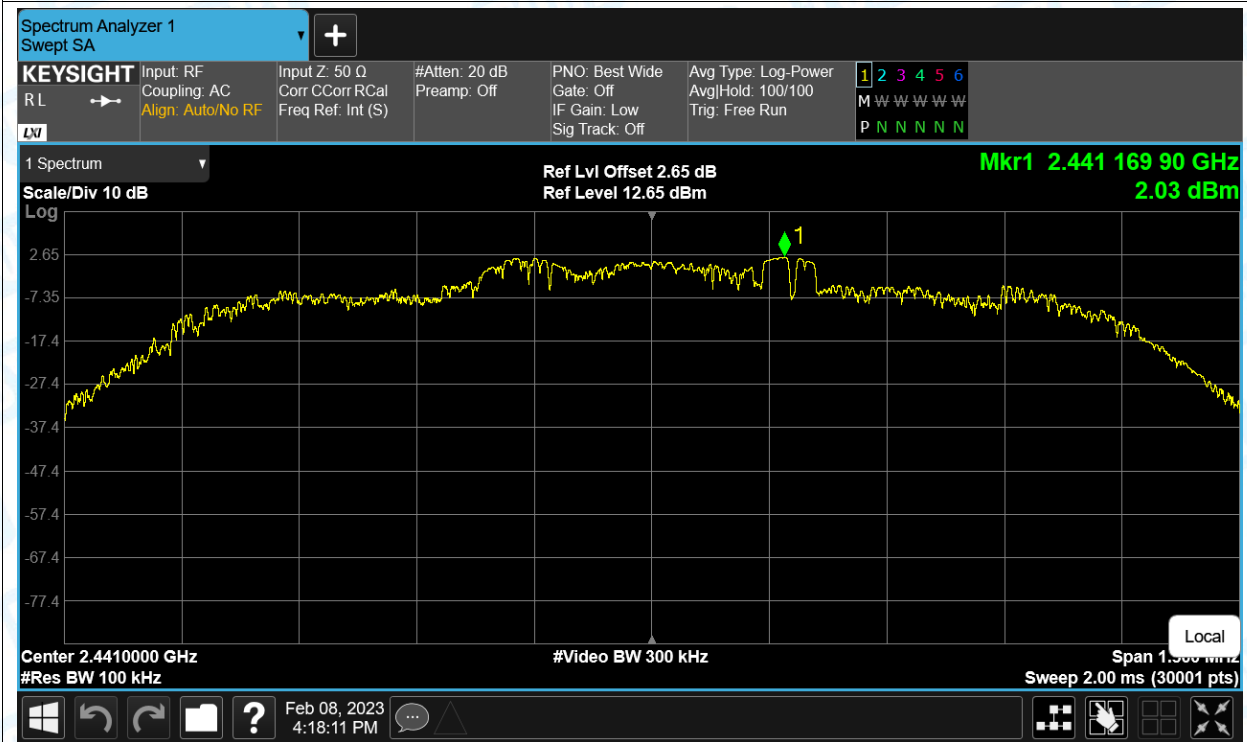 Spectrum Analyzer 1
Swept SA
KEYSIGHT
R L
LXI
Input: RF
Coupling: AC
Align: Auto/No RF
Input Z: 50 Ω
Corr CCorr RCal
Freq Ref: Int (S)
#Atten: 20 dB
Preamp: Off
PNO: Best Wide
Gate: Off
IF Gain: Low
Sig Track: Off
Avg Type: Log-Power
Avg|Hold: 100/100
Trig: Free Run
1 2 3 4 5 6
M W W W W W
P N N N N N
1 Spectrum
Scale/Div 10 dB
Log
Ref Lvl Offset 2.65 dB
Ref Level 12.65 dBm
Mkr1 2.441 169 90 GHz
2.03 dBm
1
2.65
-7.35
-17.4
-27.4
-37.4
-47.4
-57.4
-67.4
-77.4
Local
Center 2.4410000 GHz
#Video BW 300 kHz
Span 1.500 MHz
#Res BW 100 kHz
Sweep 2.00 ms (30001 pts)
?
Feb 08, 2023
4:18:11 PM